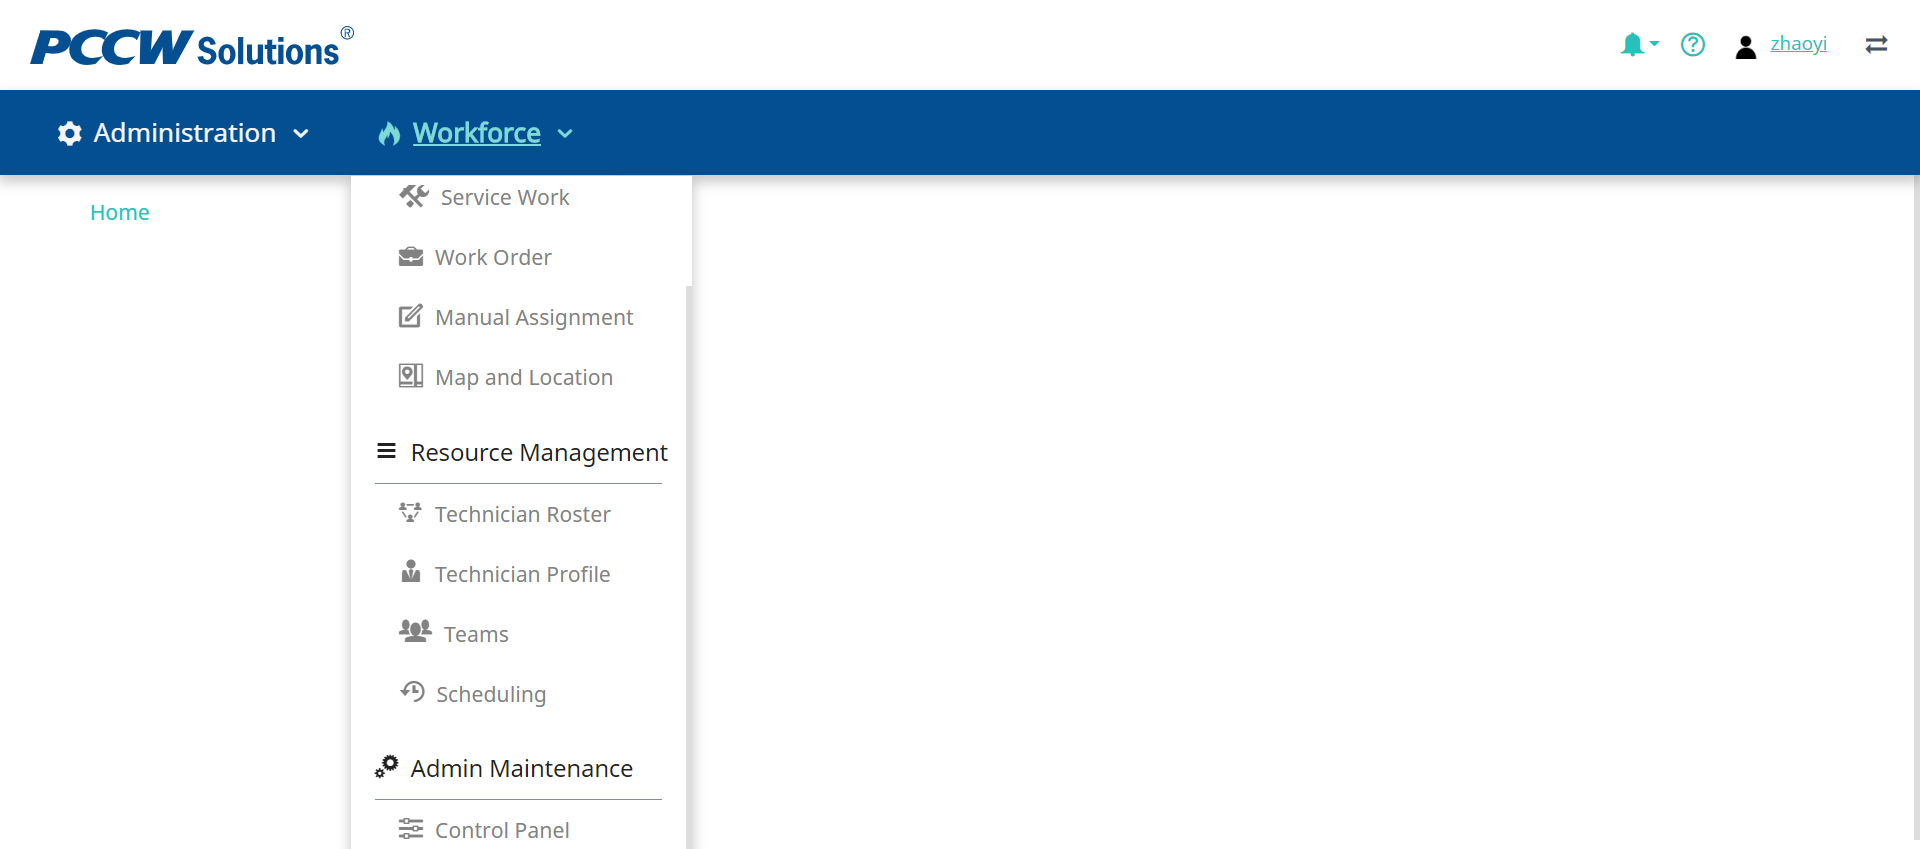 PCCW Solutions®
zhaoyi
Administration
Workforce
Home
Service Work
Work Order
Manual Assignment
Map and Location
Resource Management
Technician Roster
Technician Profile
Teams
Scheduling
Admin Maintenance
Control Panel